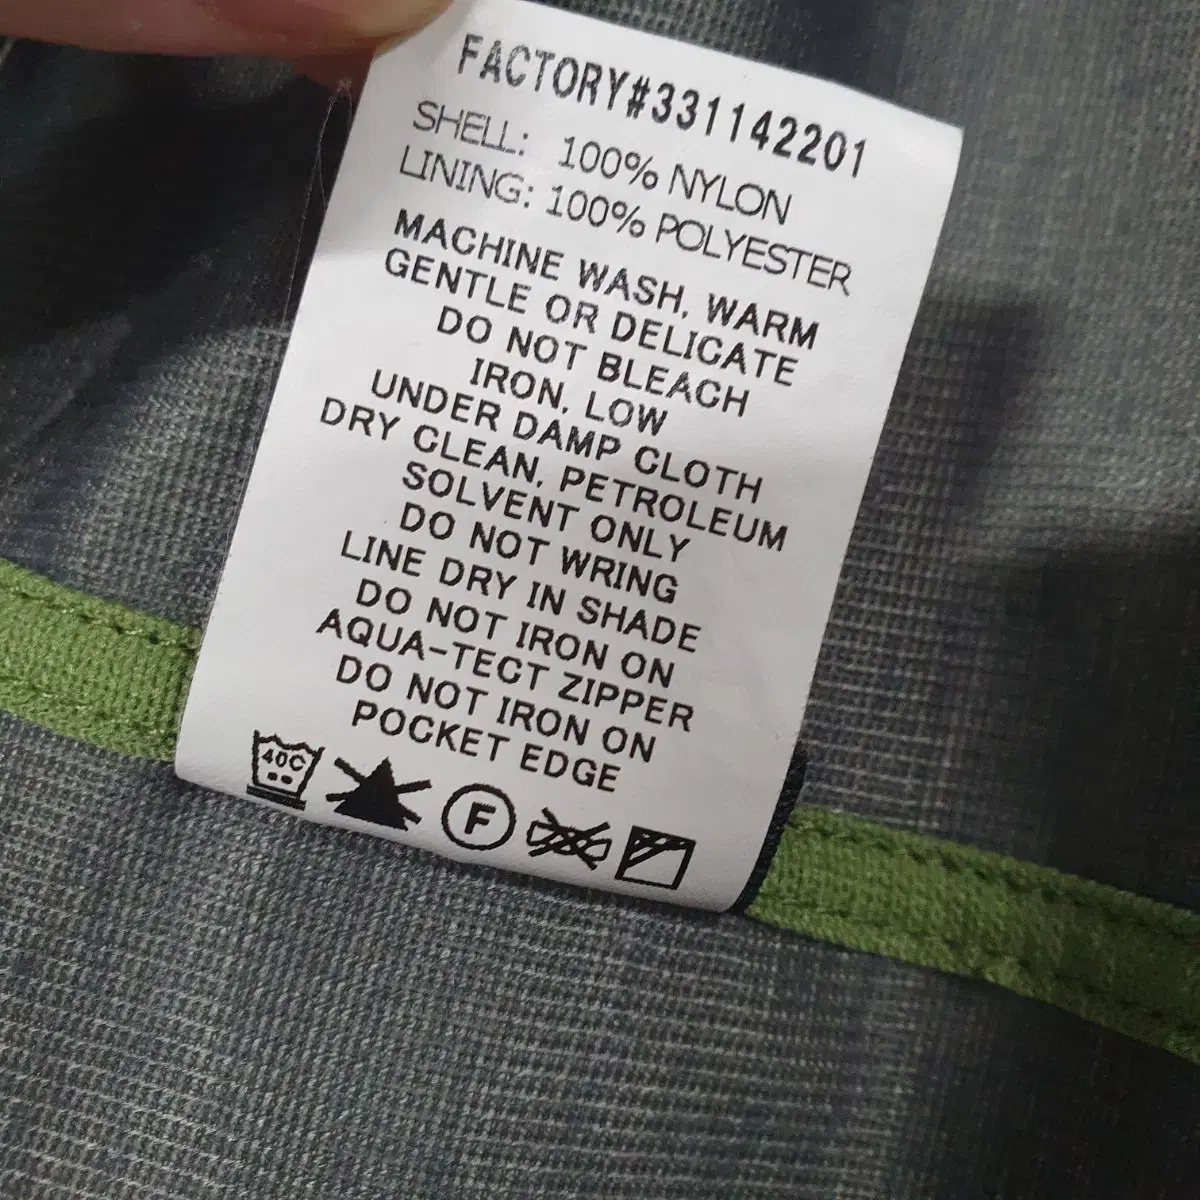 FACTORY#331142201
SHELL: 100% NYLON
LINING: 100% POLYESTER
MACHINE WASH, WARM
GENTLE OR DELICATE
DO NOT BLEACH
IRON, LOW
UNDER DAMP CLOTH
DRY CLEAN, PETROLEUM
SOLVENT ONLY
DO NOT WRING
LINE DRY IN SHADE
DO NOT IRON ON
AQUA-TECT ZIPPER
DO NOT IRON ON
POCKET EDGE
40C F